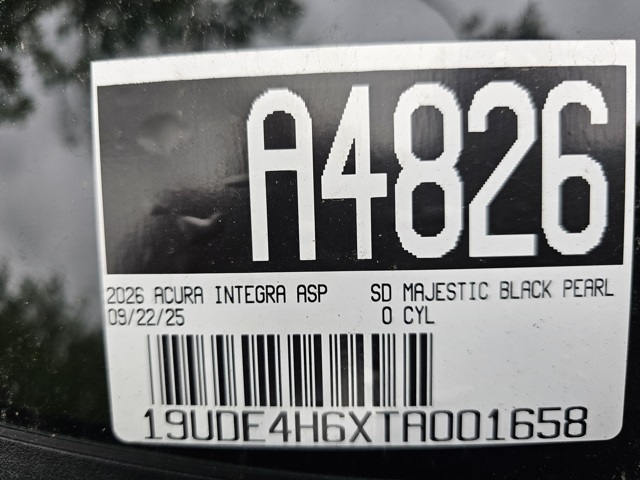 A4826
2026 ACURA INTEGRA ASP SD MAJESTIC BLACK PEARL
09/22/25 0 CYL
19UDE4H6XTA001658